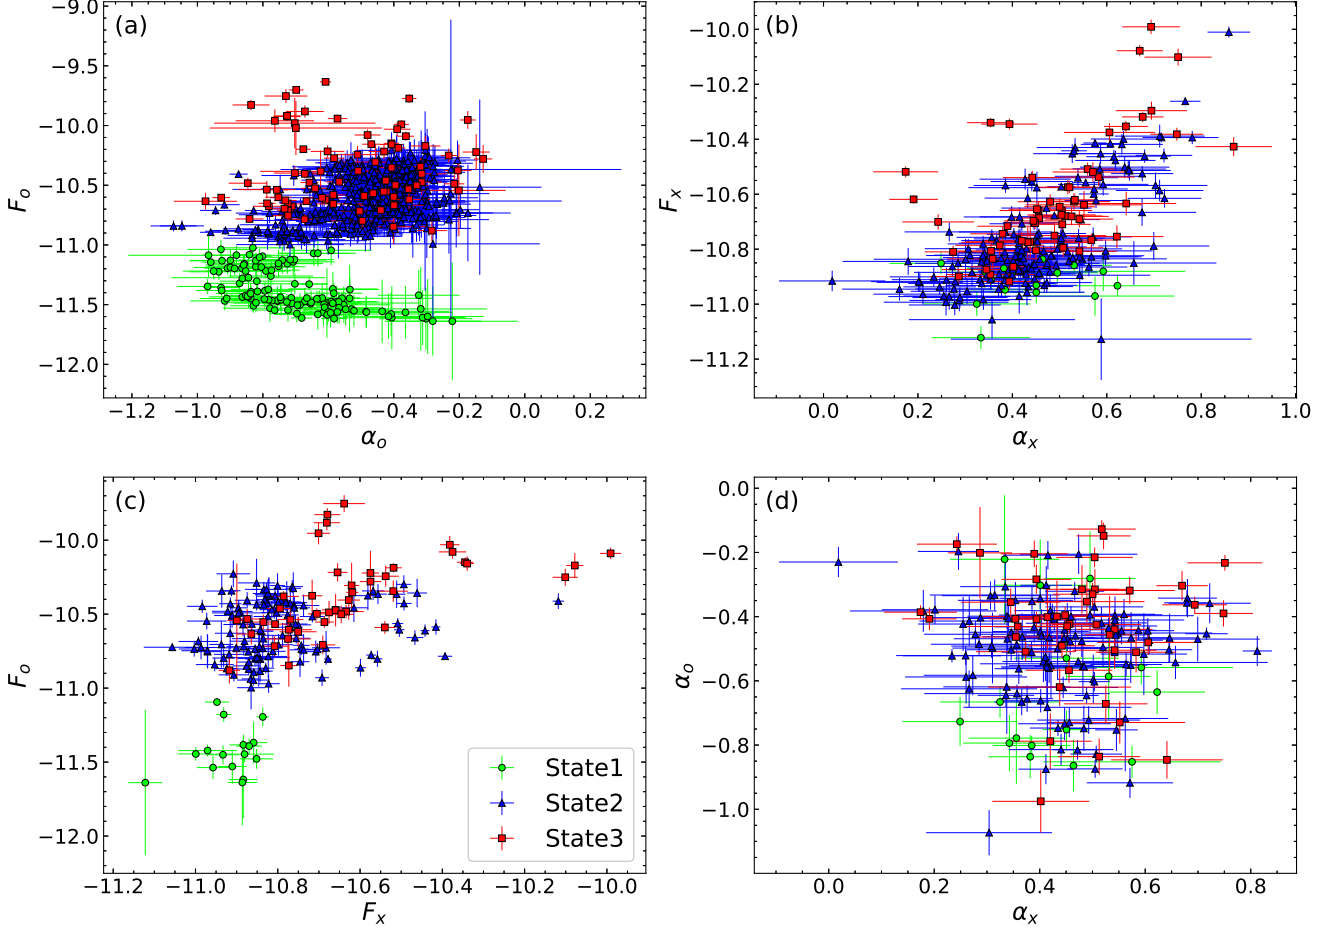 (a)
−9.0
−9.5
−10.0
−10.5
−11.0
−11.5
−12.0
F_o
−1.2 −1.0 −0.8 −0.6 −0.4 −0.2 0.0 0.2
α_o
(b)
−10.0
−10.2
−10.4
−10.6
−10.8
−11.0
−11.2
F_x
0.0 0.2 0.4 0.6 0.8 1.0
α_x
(c)
−10.0
−10.5
−11.0
−11.5
−12.0
F_o
−11.2 −11.0 −10.8 −10.6 −10.4 −10.2 −10.0
F_x
State1
State2
State3
(d)
0.0
−0.2
−0.4
−0.6
−0.8
−1.0
α_o
0.0 0.2 0.4 0.6 0.8
α_x